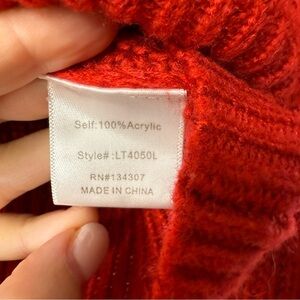 Self:100%Acrylic
Style#:LT4050L
RN#134307
MADE IN CHINA